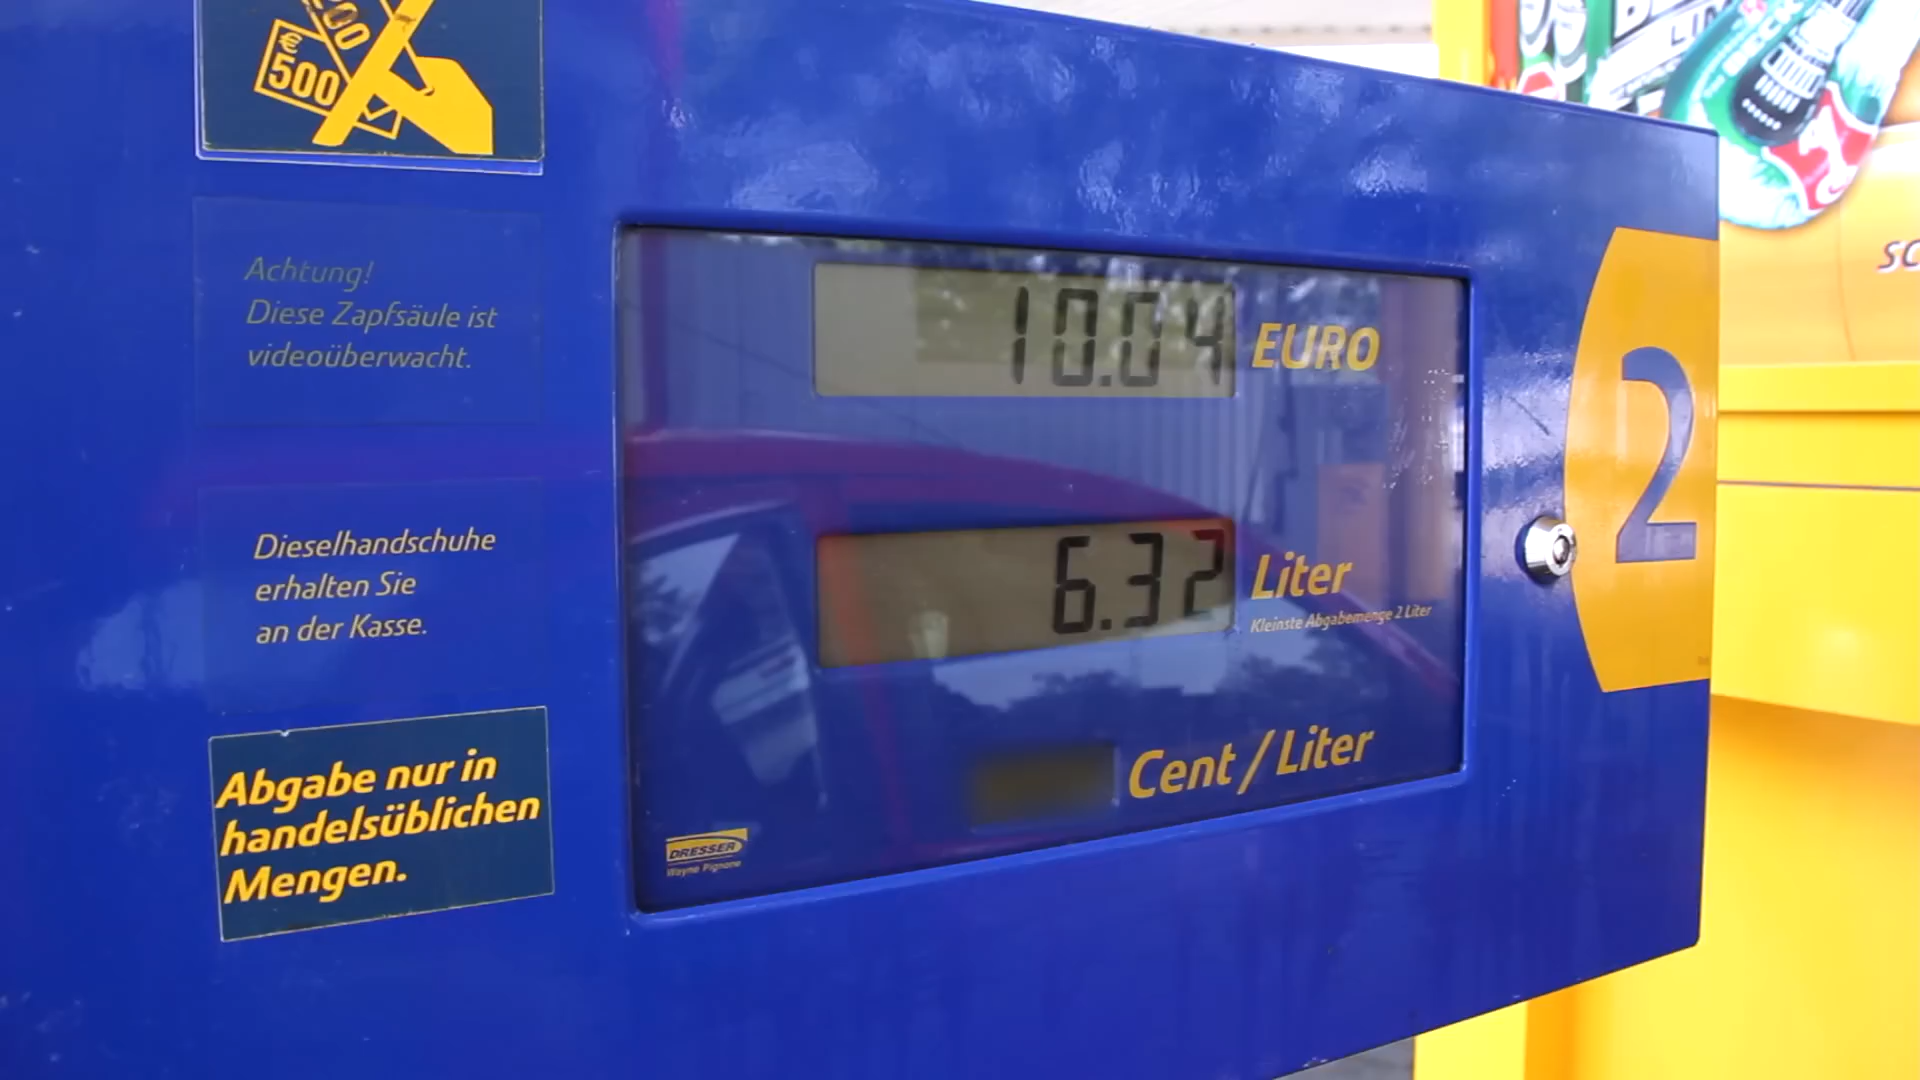 200
€
500
Achtung!
Diese Zapfsäule ist
videoüberwacht.
Dieselhandschuhe
erhalten Sie
an der Kasse.
Abgabe nur in
handelsüblichen
Mengen.
10.04 EURO
6.32 Liter
Kleinste Abgabemenge 2 Liter
Cent / Liter
DRESSER
Wayne Pignone
2